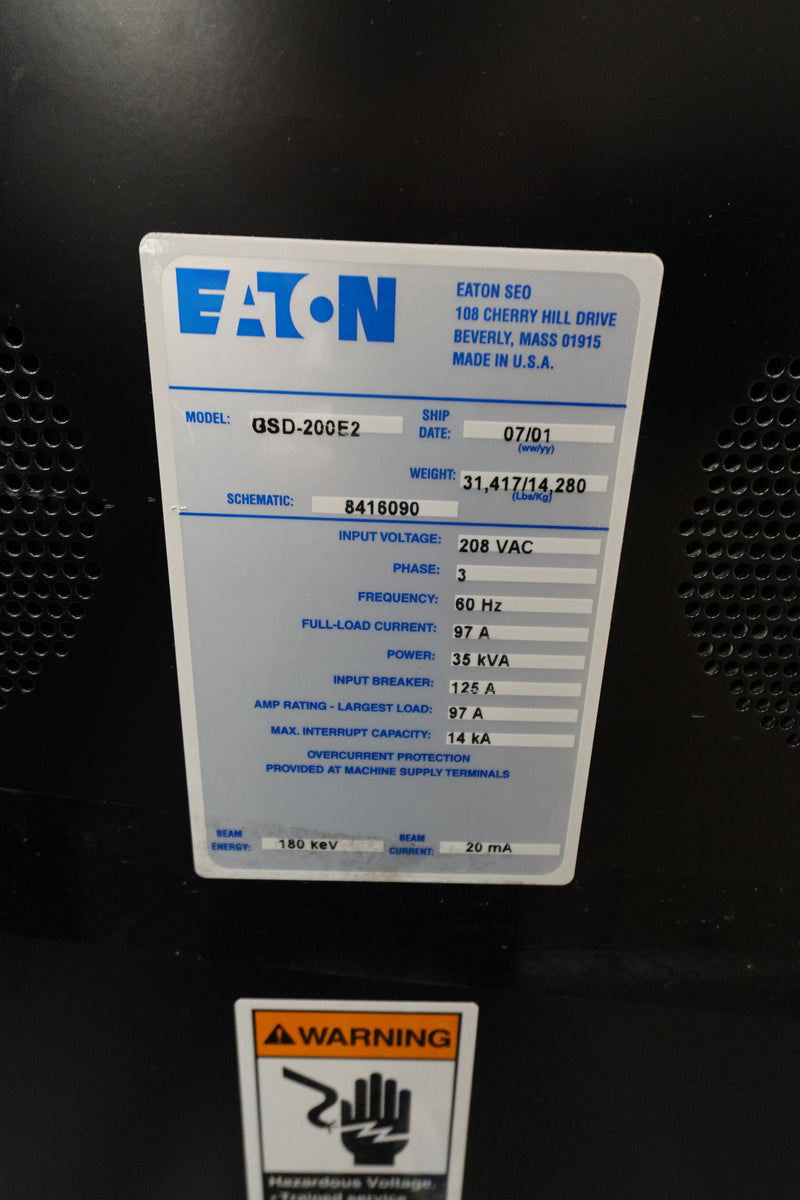 EATON
EATON SEO
108 CHERRY HILL DRIVE
BEVERLY, MASS 01915
MADE IN U.S.A.
MODEL: GSD-200E2
SHIP DATE: 07/01
(ww/yy)
WEIGHT: 31,417/14,280
(Lbs/Kg)
SCHEMATIC: 8416090
INPUT VOLTAGE: 208 VAC
PHASE: 3
FREQUENCY: 60 Hz
FULL-LOAD CURRENT: 97 A
POWER: 35 kVA
INPUT BREAKER: 125 A
AMP RATING - LARGEST LOAD: 97 A
MAX. INTERRUPT CAPACITY: 14 kA
OVERCURRENT PROTECTION
PROVIDED AT MACHINE SUPPLY TERMINALS
BEAM ENERGY: 180 keV
BEAM CURRENT: 20 mA
WARNING
Hazardous Voltage.
• Trained service